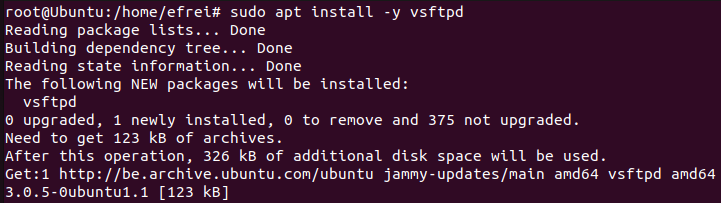 root@Ubuntu:/home/efrei# sudo apt install -y vsftpd
Reading package lists... Done
Building dependency tree... Done
Reading state information... Done
The following NEW packages will be installed:
  vsftpd
0 upgraded, 1 newly installed, 0 to remove and 375 not upgraded.
Need to get 123 kB of archives.
After this operation, 326 kB of additional disk space will be used.
Get:1 http://be.archive.ubuntu.com/ubuntu jammy-updates/main amd64 vsftpd amd64
3.0.5-0ubuntu1.1 [123 kB]